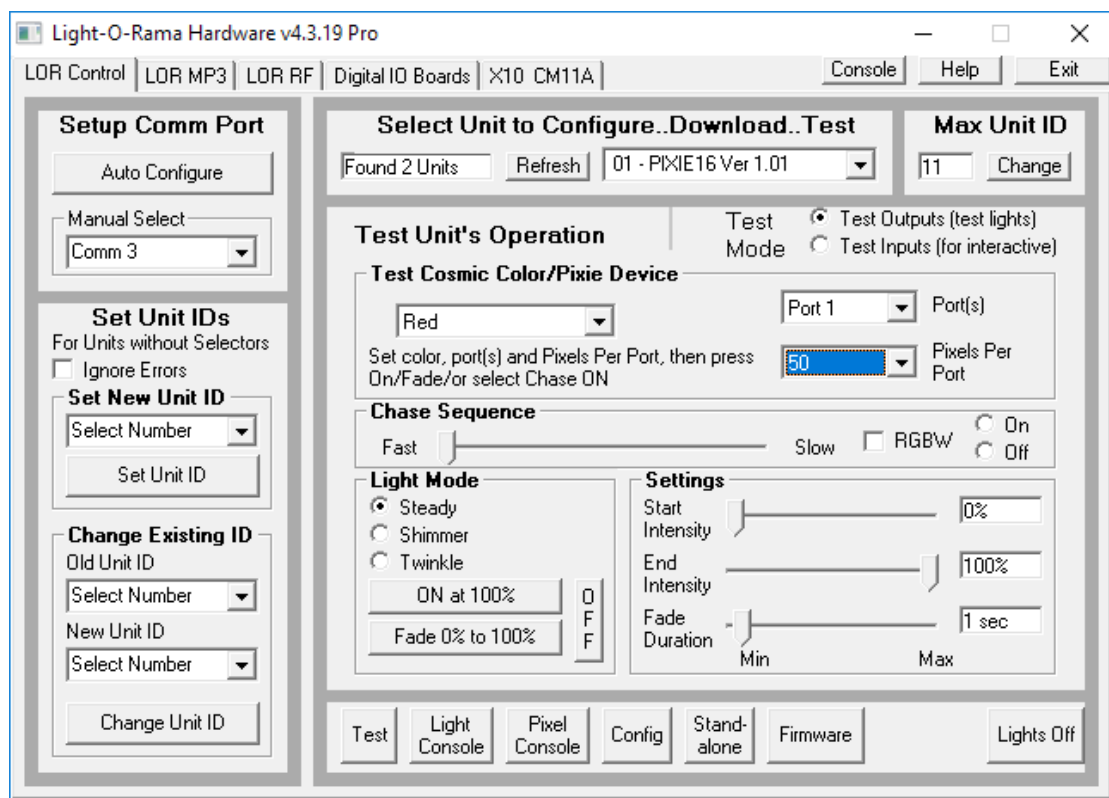 Light-O-Rama Hardware v4.3.19 Pro
LOR Control
LOR MP3
LOR RF
Digital IO Boards
X10 CM11A
Console
Help
Exit
Setup Comm Port
Auto Configure
Manual Select
Comm 3
Set Unit IDs
For Units without Selectors
Ignore Errors
Set New Unit ID
Select Number
Set Unit ID
Change Existing ID
Old Unit ID
Select Number
New Unit ID
Select Number
Change Unit ID
Select Unit to Configure..Download..Test
Found 2 Units
Refresh
01 - PIXIE16 Ver 1.01
Max Unit ID
11
Change
Test Unit's Operation
Test
Mode
Test Outputs (test lights)
Test Inputs (for interactive)
Test Cosmic Color/Pixie Device
Red
Port 1
Port(s)
Set color, port(s) and Pixels Per Port, then press
On/Fade/or select Chase ON
50
Pixels Per
Port
Chase Sequence
Fast
Slow
RGBW
On
Off
Light Mode
Steady
Shimmer
Twinkle
ON at 100%
Fade 0% to 100%
O
F
F
Settings
Start
Intensity
0%
End
Intensity
100%
Fade
Duration
1 sec
Min
Max
Test
Light
Console
Pixel
Console
Config
Stand-
alone
Firmware
Lights Off